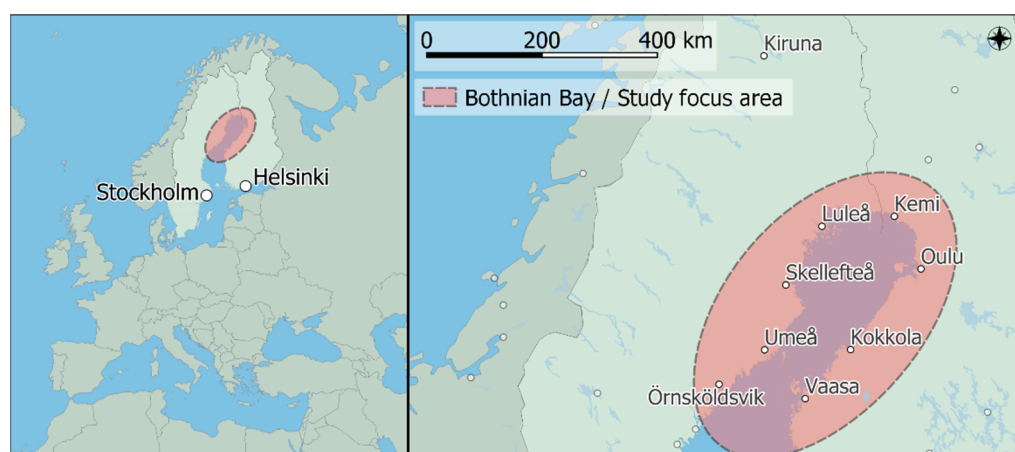 Stockholm
Helsinki
0 200 400 km
Bothnian Bay / Study focus area
Kiruna
Luleå
Kemi
Oulu
Skellefteå
Umeå
Kokkola
Örnsköldsvik
Vaasa